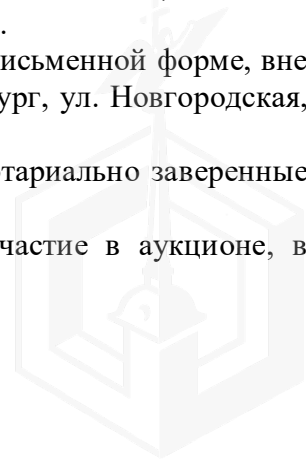 .
исьменной форме, вне
ург, ул. Новгородская,
тариально заверенные
частие в аукционе, в